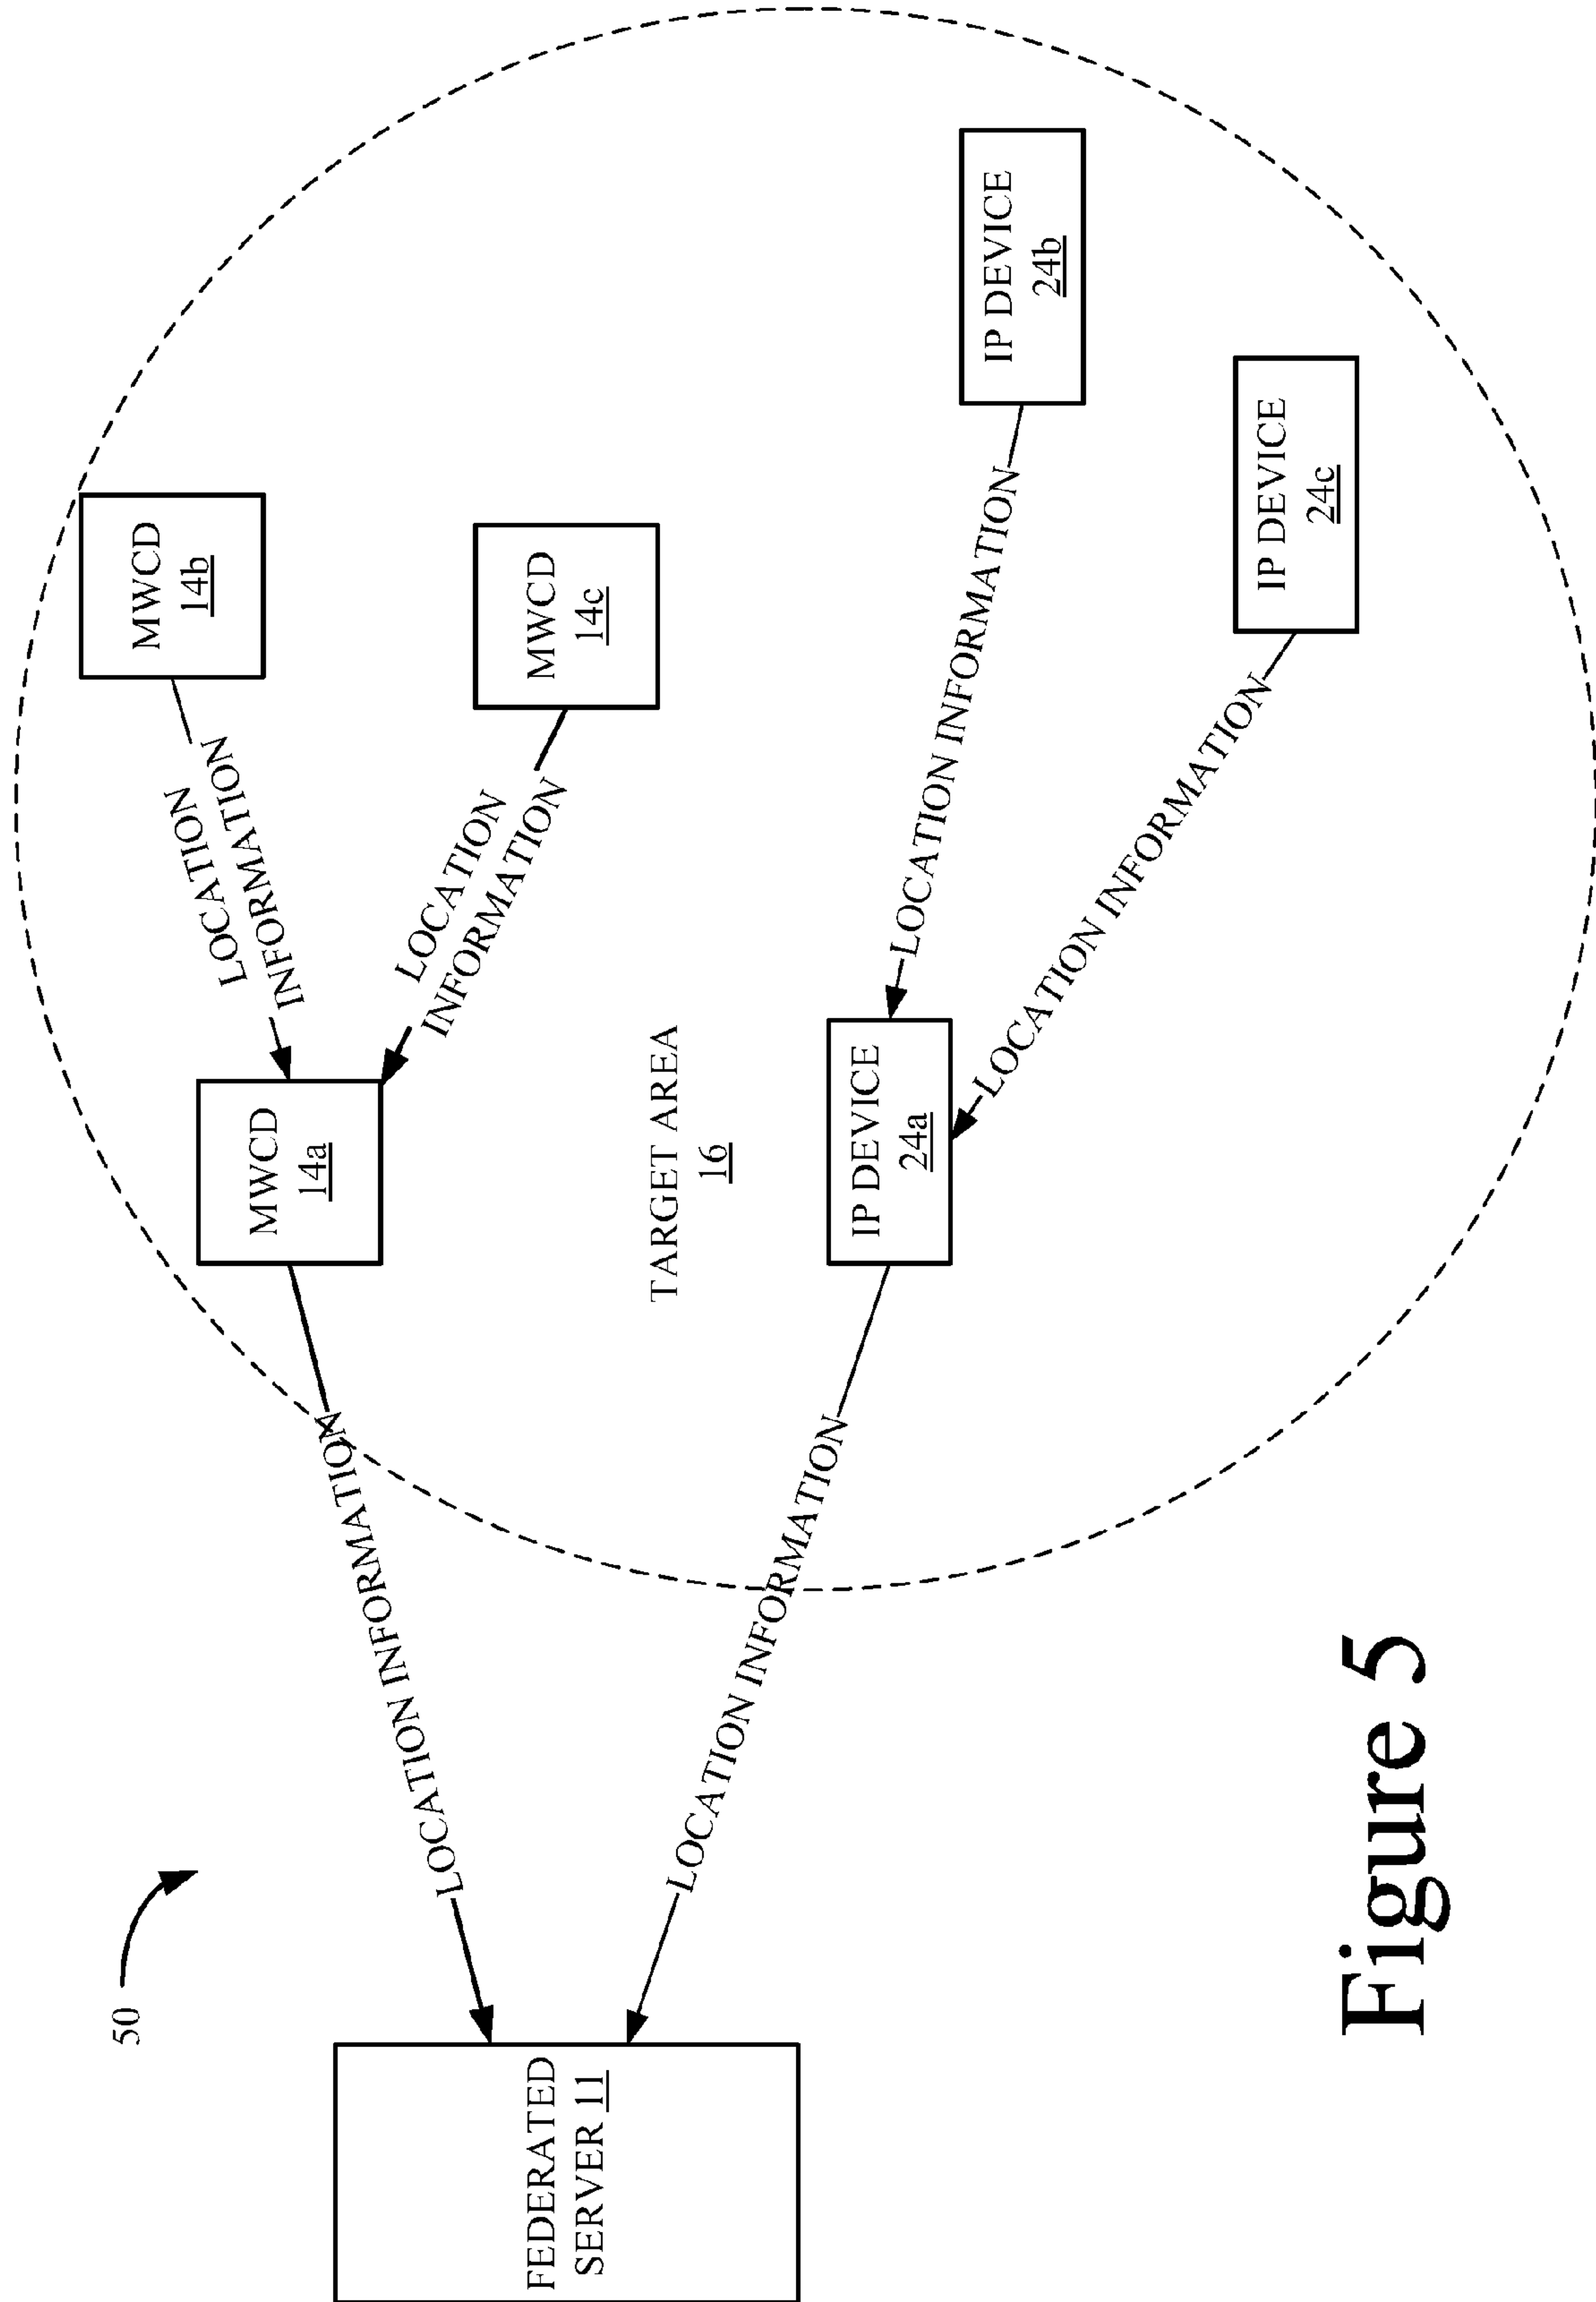 50
FEDERATED
SERVER 11
LOCATION INFORMATION
LOCATION INFORMATION
MWCD
14a
LOCATION
INFORMATION
MWCD
14b
LOCATION
INFORMATION
MWCD
14c
TARGET AREA
16
IP DEVICE
24a
LOCATION INFORMATION
IP DEVICE
24b
LOCATION INFORMATION
IP DEVICE
24c
Figure 5